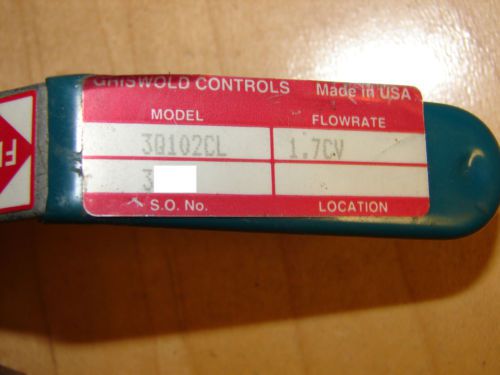 GRISWOLD CONTROLS Made in USA
MODEL FLOWRATE
3Q102CL 1.7CV
3
S.O. No. LOCATION